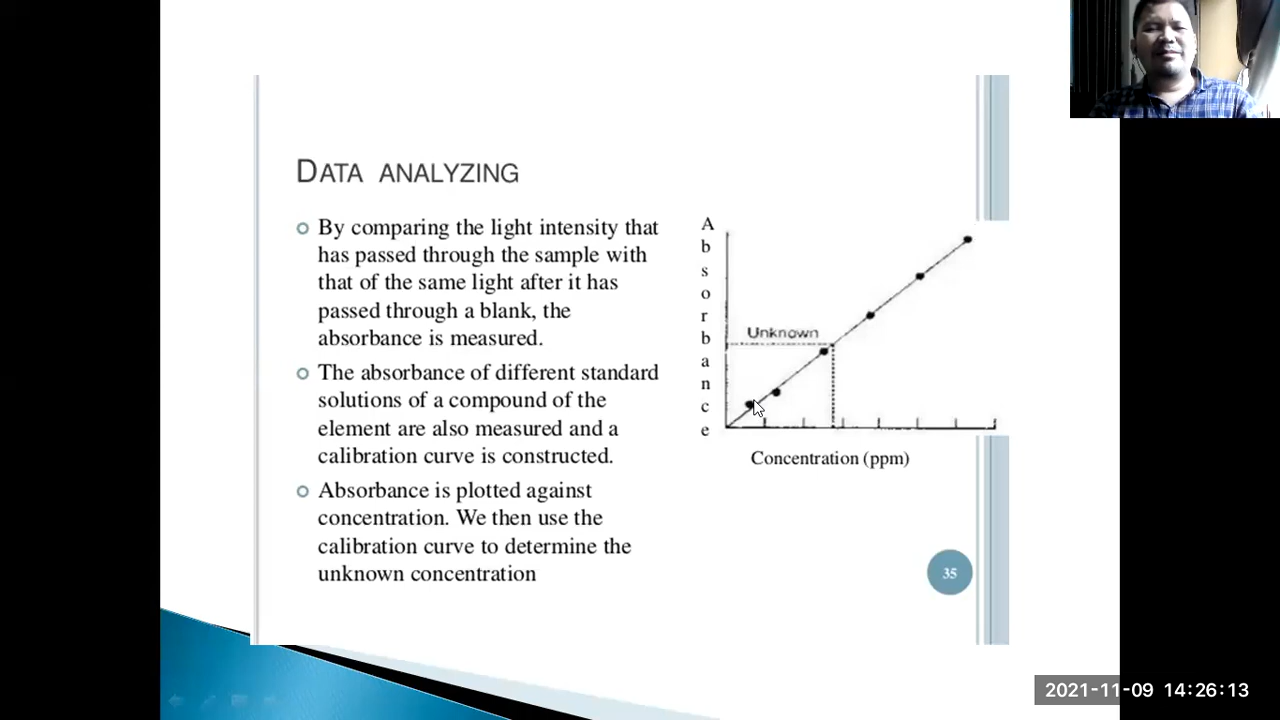 DATA ANALYZING
By comparing the light intensity that
has passed through the sample with
that of the same light after it has
passed through a blank, the
absorbance is measured.
The absorbance of different standard
solutions of a compound of the
element are also measured and a
calibration curve is constructed.
Absorbance is plotted against
concentration. We then use the
calibration curve to determine the
unknown concentration
Absorbance
Unknown
Concentration (ppm)
35
2021-11-09 14:26:13